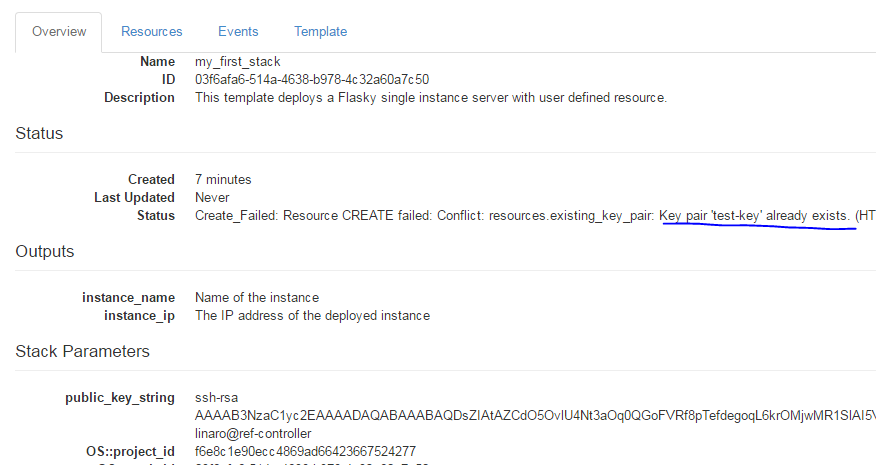 Overview Resources Events Template
Name my_first_stack
ID 03f6afa6-514a-4638-b978-4c32a60a7c50
Description This template deploys a Flasky single instance server with user defined resource.
Status
Created 7 minutes
Last Updated Never
Status Create_Failed: Resource CREATE failed: Conflict: resources.existing_key_pair: Key pair 'test-key' already exists. (HT
Outputs
instance_name Name of the instance
instance_ip The IP address of the deployed instance
Stack Parameters
public_key_string ssh-rsa
AAAAB3NzaC1yc2EAAAADAQABAAABAQDsZIAtAZCdO5OvIU4Nt3aOq0QGoFVRf8pTefdegoqL6krOMjwMR1SIAI5V
linaro@ref-controller
OS::project_id f6e8c1e90ecc4869ad66423667524277